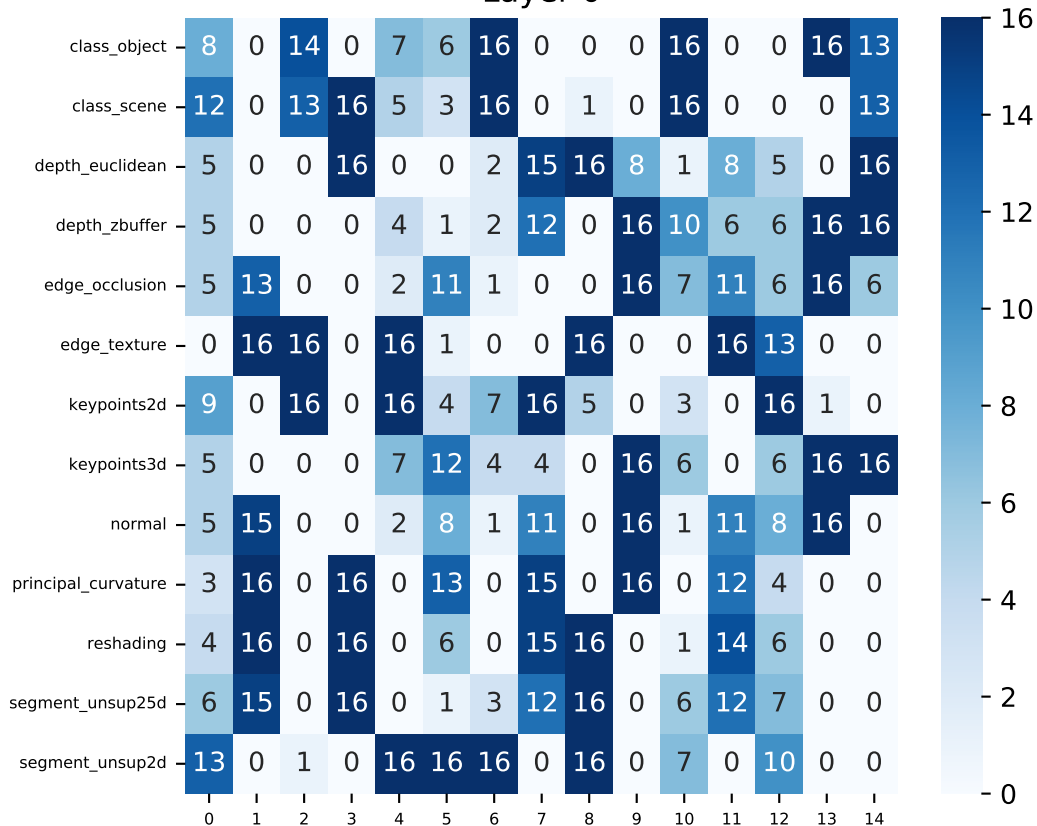 class_object 8 0 14 0 7 6 16 0 0 0 16 0 0 16 13
class_scene 12 0 13 16 5 3 16 0 1 0 16 0 0 0 13
depth_euclidean 5 0 0 16 0 0 2 15 16 8 1 8 5 0 16
depth_zbuffer 5 0 0 0 4 1 2 12 0 16 10 6 6 16 16
edge_occlusion 5 13 0 0 2 11 1 0 0 16 7 11 6 16 6
edge_texture 0 16 16 0 16 1 0 0 16 0 0 16 13 0 0
keypoints2d 9 0 16 0 16 4 7 16 5 0 3 0 16 1 0
keypoints3d 5 0 0 0 7 12 4 4 0 16 6 0 6 16 16
normal 5 15 0 0 2 8 1 11 0 16 1 11 8 16 0
principal_curvature 3 16 0 16 0 13 0 15 0 16 0 12 4 0 0
reshading 4 16 0 16 0 6 0 15 16 0 1 14 6 0 0
segment_unsup25d 6 15 0 16 0 1 3 12 16 0 6 12 7 0 0
segment_unsup2d 13 0 1 0 16 16 16 0 16 0 7 0 10 0 0
0 1 2 3 4 5 6 7 8 9 10 11 12 13 14
16
14
12
10
8
6
4
2
0